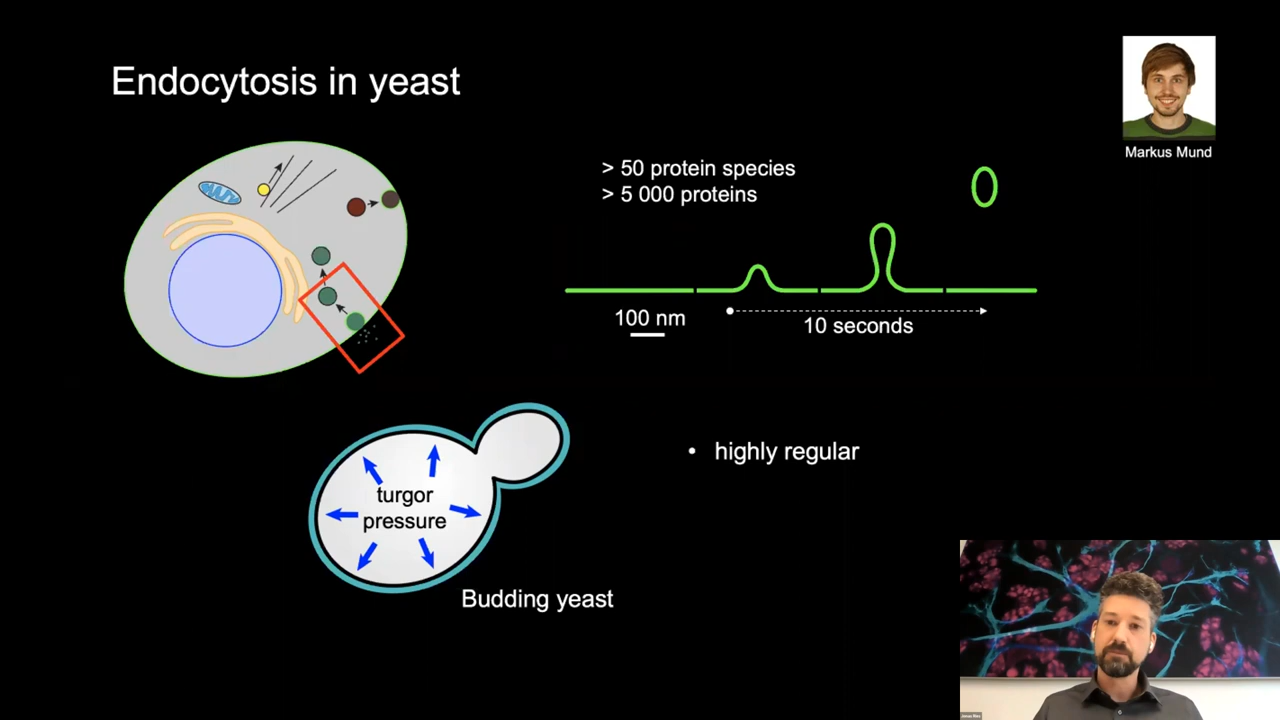 Endocytosis in yeast
Markus Mund
> 50 protein species
> 5 000 proteins
100 nm
10 seconds
turgor
pressure
• highly regular
Budding yeast